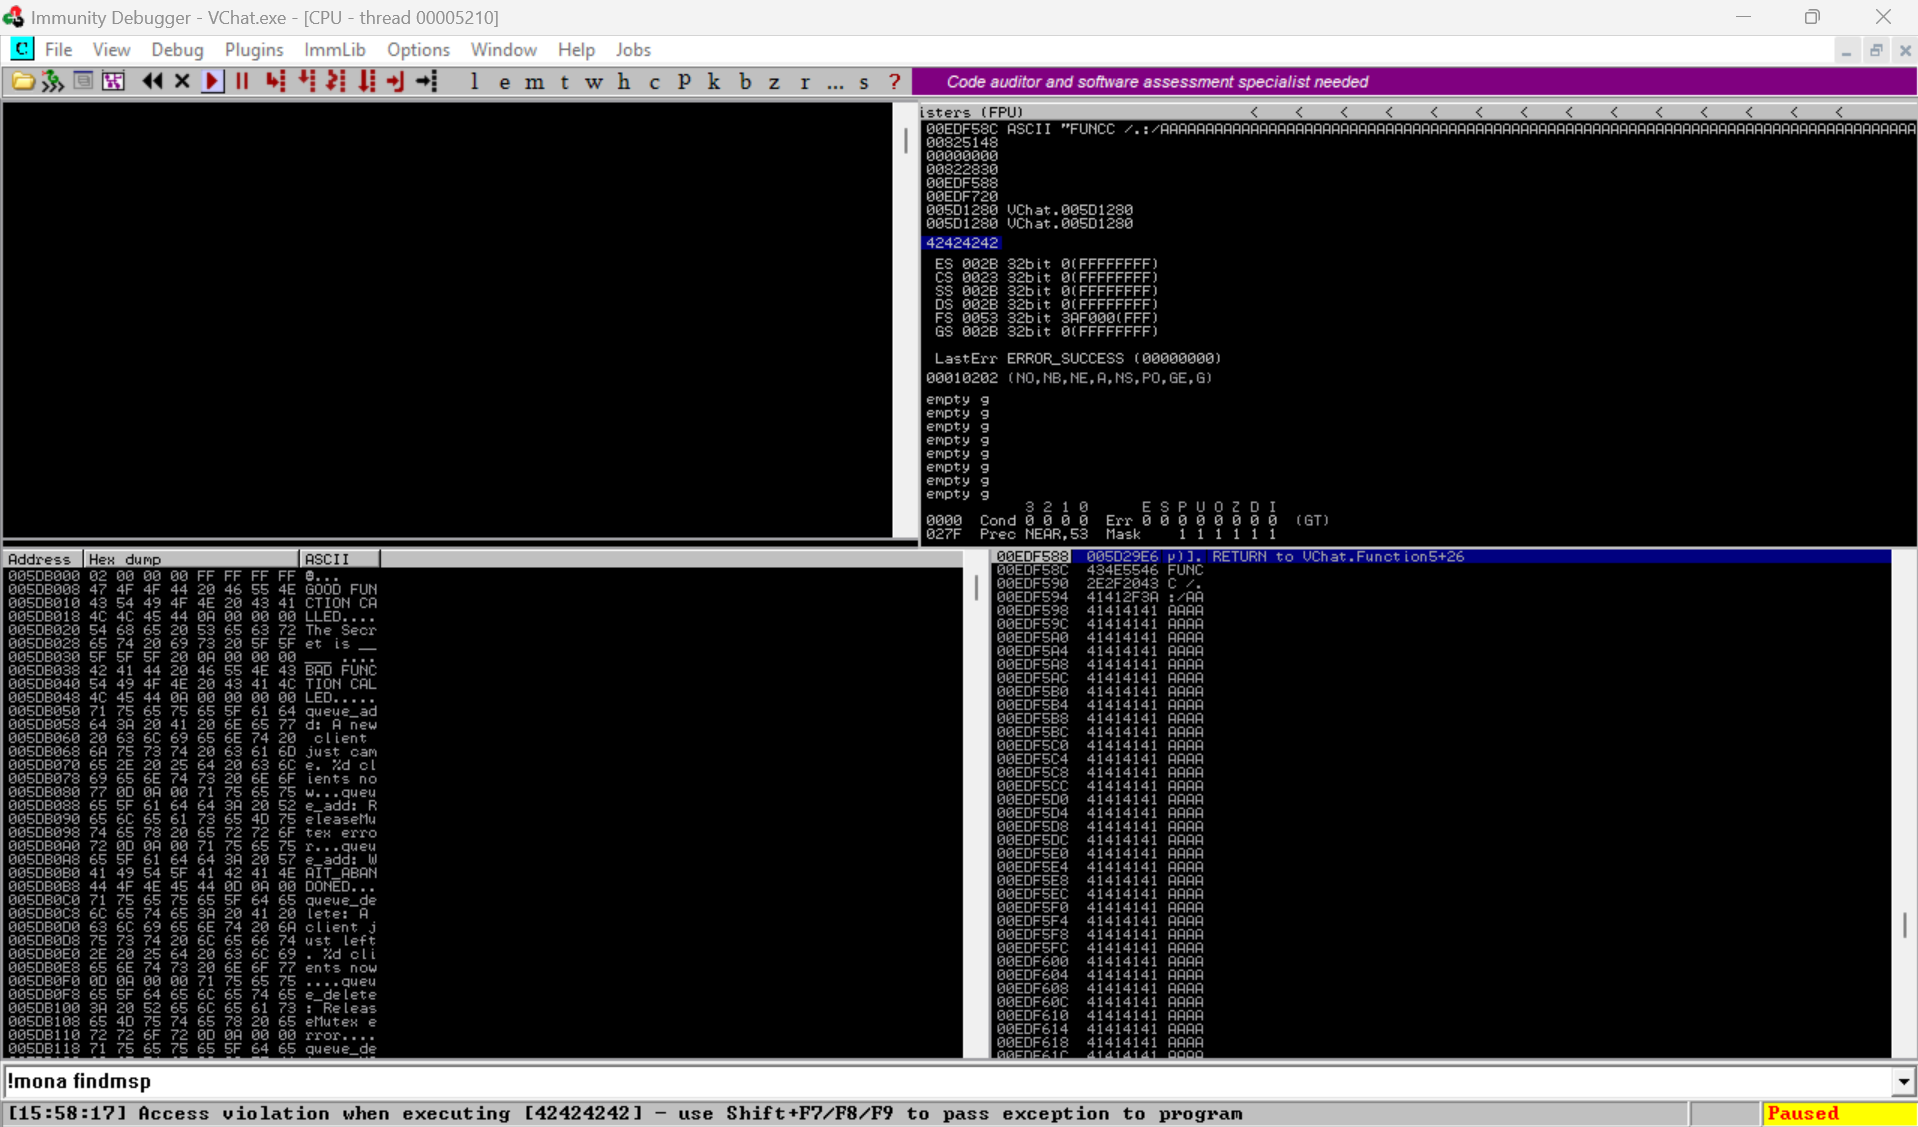 Immunity Debugger - VChat.exe - [CPU - thread 00005210]
C File View Debug Plugins ImmLib Options Window Help Jobs
l e m t w h c P k b z r ... s ?
Code auditor and software assessment specialist needed
isters (FPU) < < < < < < < < < < < < < <
00EDF58C ASCII "FUNCC /.:/AAAAAAAAAAAAAAAAAAAAAAAAAAAAAAAAAAAAAAAAAAAAAAAAAAAAAAAAAAAAAAAAAAAAAAAAAAAAAAAAAAAA
00825148
00000000
00822830
00EDF588
00EDF720
005D1280 VChat.005D1280
005D1280 VChat.005D1280
42424242
ES 002B 32bit 0(FFFFFFFF)
CS 0023 32bit 0(FFFFFFFF)
SS 002B 32bit 0(FFFFFFFF)
DS 002B 32bit 0(FFFFFFFF)
FS 0053 32bit 3AF000(FFF)
GS 002B 32bit 0(FFFFFFFF)
LastErr ERROR_SUCCESS (00000000)
00010202 (NO,NB,NE,A,NS,PO,GE,G)
empty g
empty g
empty g
empty g
empty g
empty g
empty g
empty g
3 2 1 0 E S P U O Z D I
0000 Cond 0 0 0 0 Err 0 0 0 0 0 0 0 0 (GT)
027F Prec NEAR,53 Mask 1 1 1 1 1 1
Address Hex dump ASCII
005DB000 02 00 00 00 FF FF FF FF ☻...
005DB008 47 4F 4F 44 20 46 55 4E GOOD FUN
005DB010 43 54 49 4F 4E 20 43 41 CTION CA
005DB018 4C 4C 45 44 0A 00 00 00 LLED....
005DB020 54 68 65 20 53 65 63 72 The Secr
005DB028 65 74 20 69 73 20 5F 5F et is __
005DB030 5F 5F 5F 20 0A 00 00 00 ___ ....
005DB038 42 41 44 20 46 55 4E 43 BAD FUNC
005DB040 54 49 4F 4E 20 43 41 4C TION CAL
005DB048 4C 45 44 0A 00 00 00 00 LED.....
005DB050 71 75 65 75 65 5F 61 64 queue_ad
005DB058 64 3A 20 41 20 6E 65 77 d: A new
005DB060 20 63 6C 69 65 6E 74 20 client
005DB068 6A 75 73 74 20 63 61 6D just cam
005DB070 65 2E 20 25 64 20 63 6C e. %d cl
005DB078 69 65 6E 74 73 20 6E 6F ients no
005DB080 77 0D 0A 00 71 75 65 75 w...queu
005DB088 65 5F 61 64 64 3A 20 52 e_add: R
005DB090 65 6C 65 61 73 65 4D 75 eleaseMu
005DB098 74 65 78 20 65 72 72 6F tex erro
005DB0A0 72 0D 0A 00 71 75 65 75 r...queu
005DB0A8 65 5F 61 64 64 3A 20 57 e_add: W
005DB0B0 41 49 54 5F 41 42 41 4E AIT_ABAN
005DB0B8 44 4F 4E 45 44 0D 0A 00 DONED...
005DB0C0 71 75 65 75 65 5F 64 65 queue_de
005DB0C8 6C 65 74 65 3A 20 41 20 lete: A
005DB0D0 63 6C 69 65 6E 74 20 6A client j
005DB0D8 75 73 74 20 6C 65 66 74 ust left
005DB0E0 2E 20 25 64 20 63 6C 69 . %d cli
005DB0E8 65 6E 74 73 20 6E 6F 77 ents now
005DB0F0 0D 0A 00 00 71 75 65 75 ....queu
005DB0F8 65 5F 64 65 6C 65 74 65 e_delete
005DB100 3A 20 52 65 6C 65 61 73 : Releas
005DB108 65 4D 75 74 65 78 20 65 eMutex e
005DB110 72 72 6F 72 0D 0A 00 00 rror....
005DB118 71 75 65 75 65 5F 64 65 queue_de
00EDF588 005D29E6 µ)]. RETURN to VChat.Function5+26
00EDF58C 434E5546 FUNC
00EDF590 2E2F2043 C /.
00EDF594 41412F3A :/AA
00EDF598 41414141 AAAA
00EDF59C 41414141 AAAA
00EDF5A0 41414141 AAAA
00EDF5A4 41414141 AAAA
00EDF5A8 41414141 AAAA
00EDF5AC 41414141 AAAA
00EDF5B0 41414141 AAAA
00EDF5B4 41414141 AAAA
00EDF5B8 41414141 AAAA
00EDF5BC 41414141 AAAA
00EDF5C0 41414141 AAAA
00EDF5C4 41414141 AAAA
00EDF5C8 41414141 AAAA
00EDF5CC 41414141 AAAA
00EDF5D0 41414141 AAAA
00EDF5D4 41414141 AAAA
00EDF5D8 41414141 AAAA
00EDF5DC 41414141 AAAA
00EDF5E0 41414141 AAAA
00EDF5E4 41414141 AAAA
00EDF5E8 41414141 AAAA
00EDF5EC 41414141 AAAA
00EDF5F0 41414141 AAAA
00EDF5F4 41414141 AAAA
00EDF5F8 41414141 AAAA
00EDF5FC 41414141 AAAA
00EDF600 41414141 AAAA
00EDF604 41414141 AAAA
00EDF608 41414141 AAAA
00EDF60C 41414141 AAAA
00EDF610 41414141 AAAA
00EDF614 41414141 AAAA
00EDF618 41414141 AAAA
00EDF61C 41414141 AAAA
!mona findmsp
[15:58:17] Access violation when executing [42424242] - use Shift+F7/F8/F9 to pass exception to program
Paused